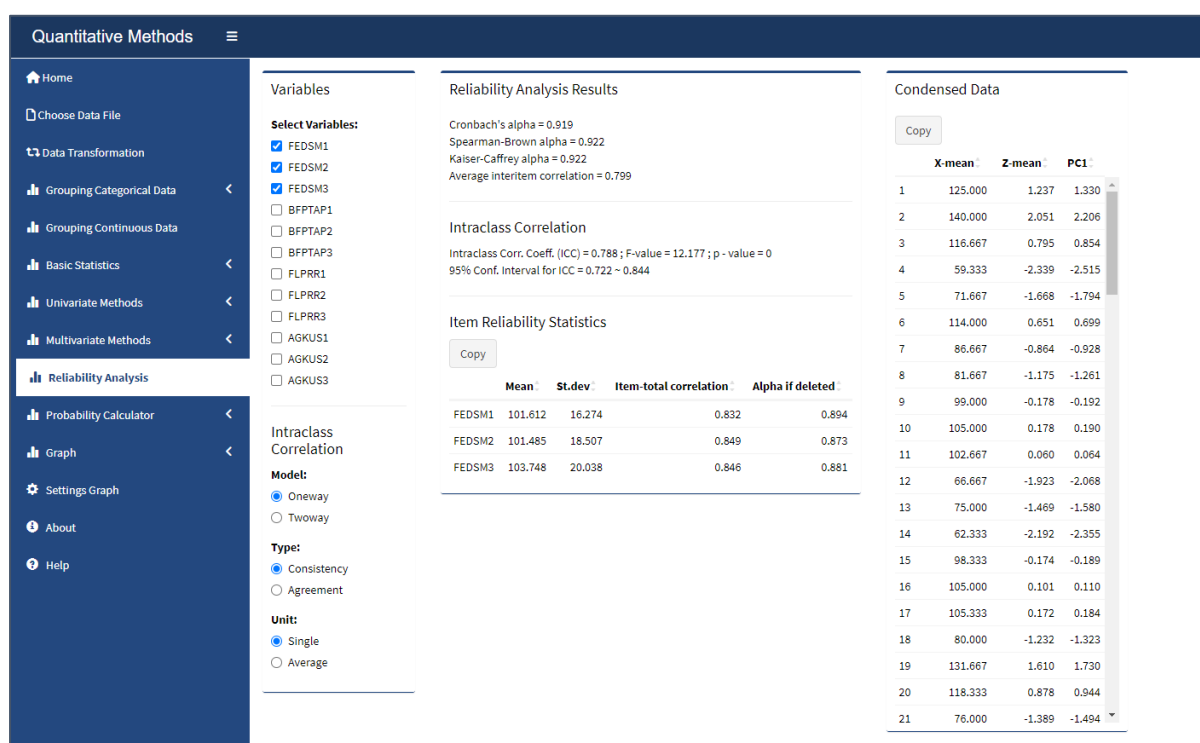 Quantitative Methods
Home
Choose Data File
Data Transformation
Grouping Categorical Data
Grouping Continuous Data
Basic Statistics
Univariate Methods
Multivariate Methods
Reliability Analysis
Probability Calculator
Graph
Settings Graph
About
Help
Variables
Select Variables:
FEDSM1
FEDSM2
FEDSM3
BFPTAP1
BFPTAP2
BFPTAP3
FLPRR1
FLPRR2
FLPRR3
AGKUS1
AGKUS2
AGKUS3
Intraclass
Correlation
Model:
Oneway
Twoway
Type:
Consistency
Agreement
Unit:
Single
Average
Reliability Analysis Results
Cronbach's alpha = 0.919
Spearman-Brown alpha = 0.922
Kaiser-Caffrey alpha = 0.922
Average interitem correlation = 0.799
Intraclass Correlation
Intraclass Corr. Coeff. (ICC) = 0.788 ; F-value = 12.177 ; p - value = 0
95% Conf. Interval for ICC = 0.722 ~ 0.844
Item Reliability Statistics
Copy
Mean St.dev Item-total correlation Alpha if deleted
FEDSM1 101.612 16.274 0.832 0.894
FEDSM2 101.485 18.507 0.849 0.873
FEDSM3 103.748 20.038 0.846 0.881
Condensed Data
Copy
X-mean Z-mean PC1
1 125.000 1.237 1.330
2 140.000 2.051 2.206
3 116.667 0.795 0.854
4 59.333 -2.339 -2.515
5 71.667 -1.668 -1.794
6 114.000 0.651 0.699
7 86.667 -0.864 -0.928
8 81.667 -1.175 -1.261
9 99.000 -0.178 -0.192
10 105.000 0.178 0.190
11 102.667 0.060 0.064
12 66.667 -1.923 -2.068
13 75.000 -1.469 -1.580
14 62.333 -2.192 -2.355
15 98.333 -0.174 -0.189
16 105.000 0.101 0.110
17 105.333 0.172 0.184
18 80.000 -1.232 -1.323
19 131.667 1.610 1.730
20 118.333 0.878 0.944
21 76.000 -1.389 -1.494